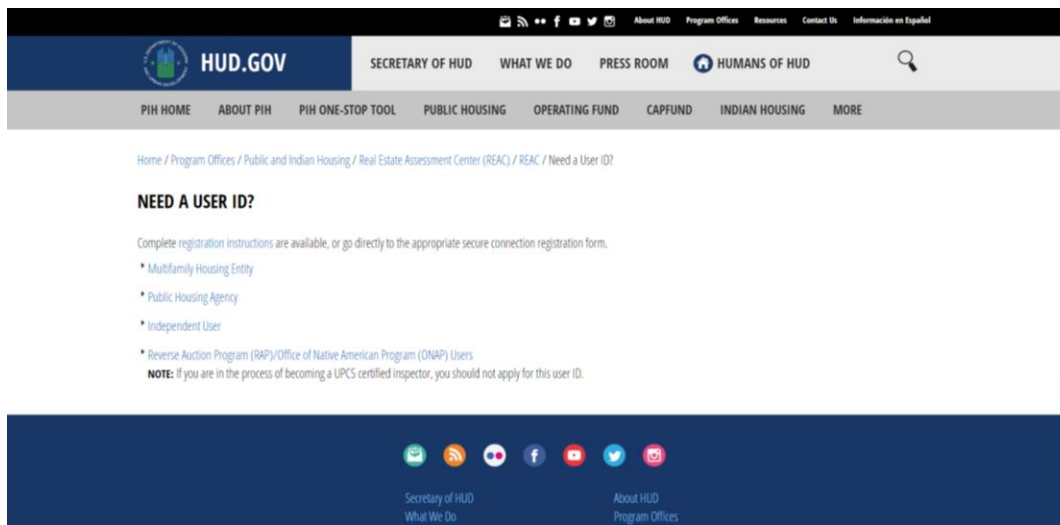 About HUD Program Offices Resources Contact Us Información en Español
HUD.GOV SECRETARY OF HUD WHAT WE DO PRESS ROOM HUMANS OF HUD
PIH HOME ABOUT PIH PIH ONE-STOP TOOL PUBLIC HOUSING OPERATING FUND CAPFUND INDIAN HOUSING MORE
Home / Program Offices / Public and Indian Housing / Real Estate Assessment Center (REAC) / REAC / Need a User ID?
NEED A USER ID?
Complete registration instructions are available, or go directly to the appropriate secure connection registration form.
Multifamily Housing Entity
Public Housing Agency
Independent User
Reverse Auction Program (RAP)/Office of Native American Program (ONAP) Users
NOTE: If you are in the process of becoming a UPCS certified inspector, you should not apply for this user ID.
Secretary of HUD About HUD
What We Do Program Offices